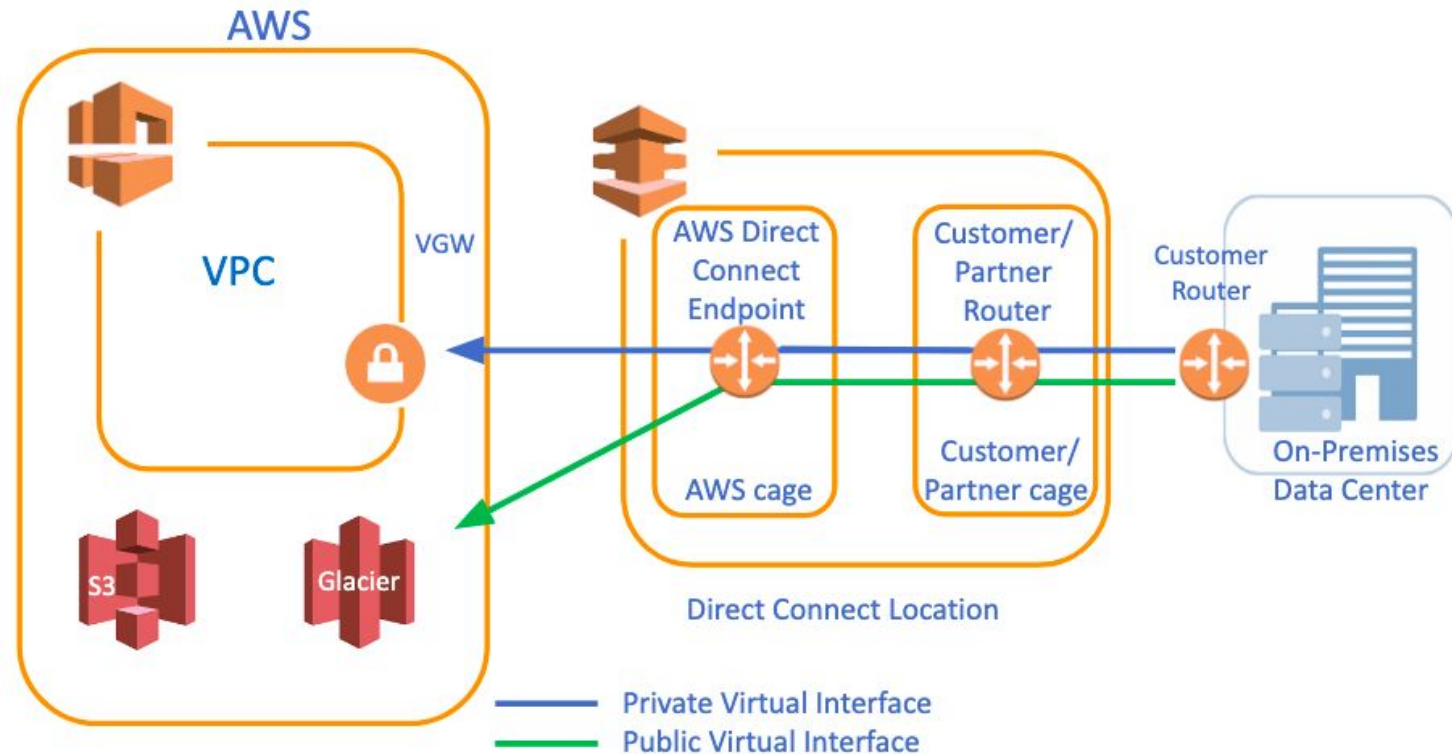 AWS
VPC
VGW
S3
Glacier
AWS Direct
Connect
Endpoint
AWS cage
Customer/
Partner
Router
Customer/
Partner cage
Direct Connect Location
Customer
Router
On-Premises
Data Center
Private Virtual Interface
Public Virtual Interface